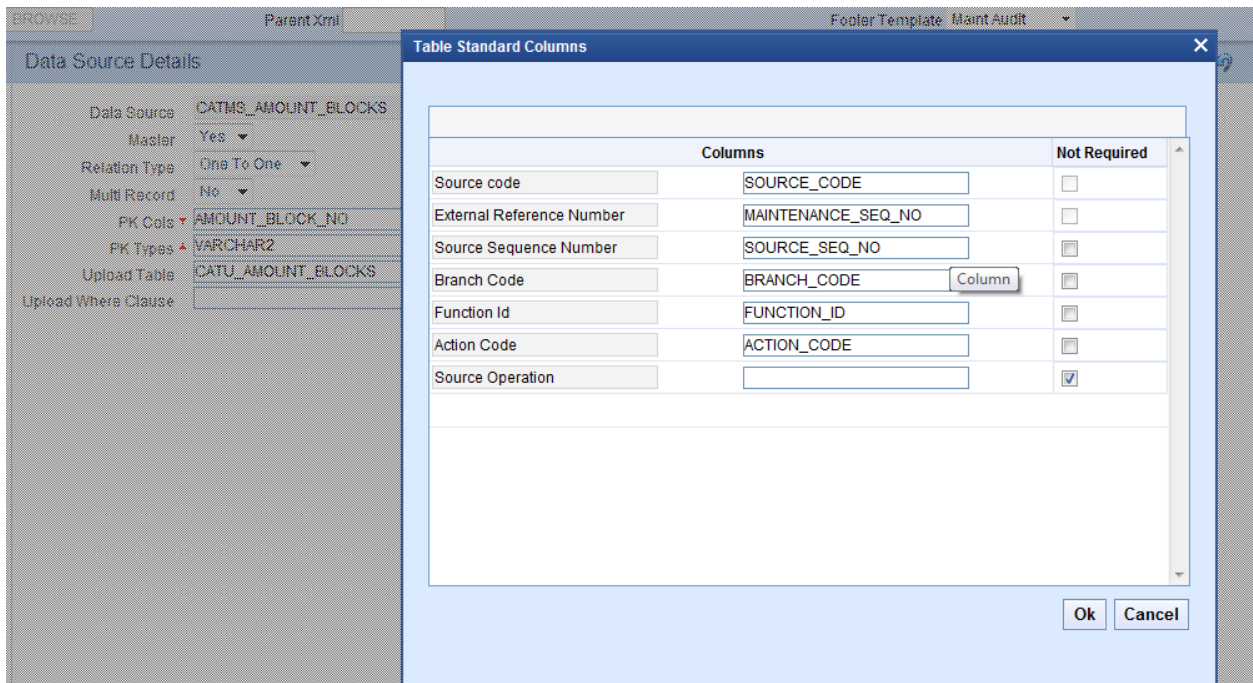 BROWSE Parent Xml Footer Template Maint Audit
Table Standard Columns
Data Source Details
Data Source CATMS_AMOUNT_BLOCKS
Master Yes
Relation Type One To One
Multi Record No
PK Cols * AMOUNT_BLOCK_NO
PK Types * VARCHAR2
Upload Table CATU_AMOUNT_BLOCKS
Upload Where Clause
Columns Not Required
Source code SOURCE_CODE
External Reference Number MAINTENANCE_SEQ_NO
Source Sequence Number SOURCE_SEQ_NO
Branch Code BRANCH_CODE Column
Function Id FUNCTION_ID
Action Code ACTION_CODE
Source Operation
Ok Cancel